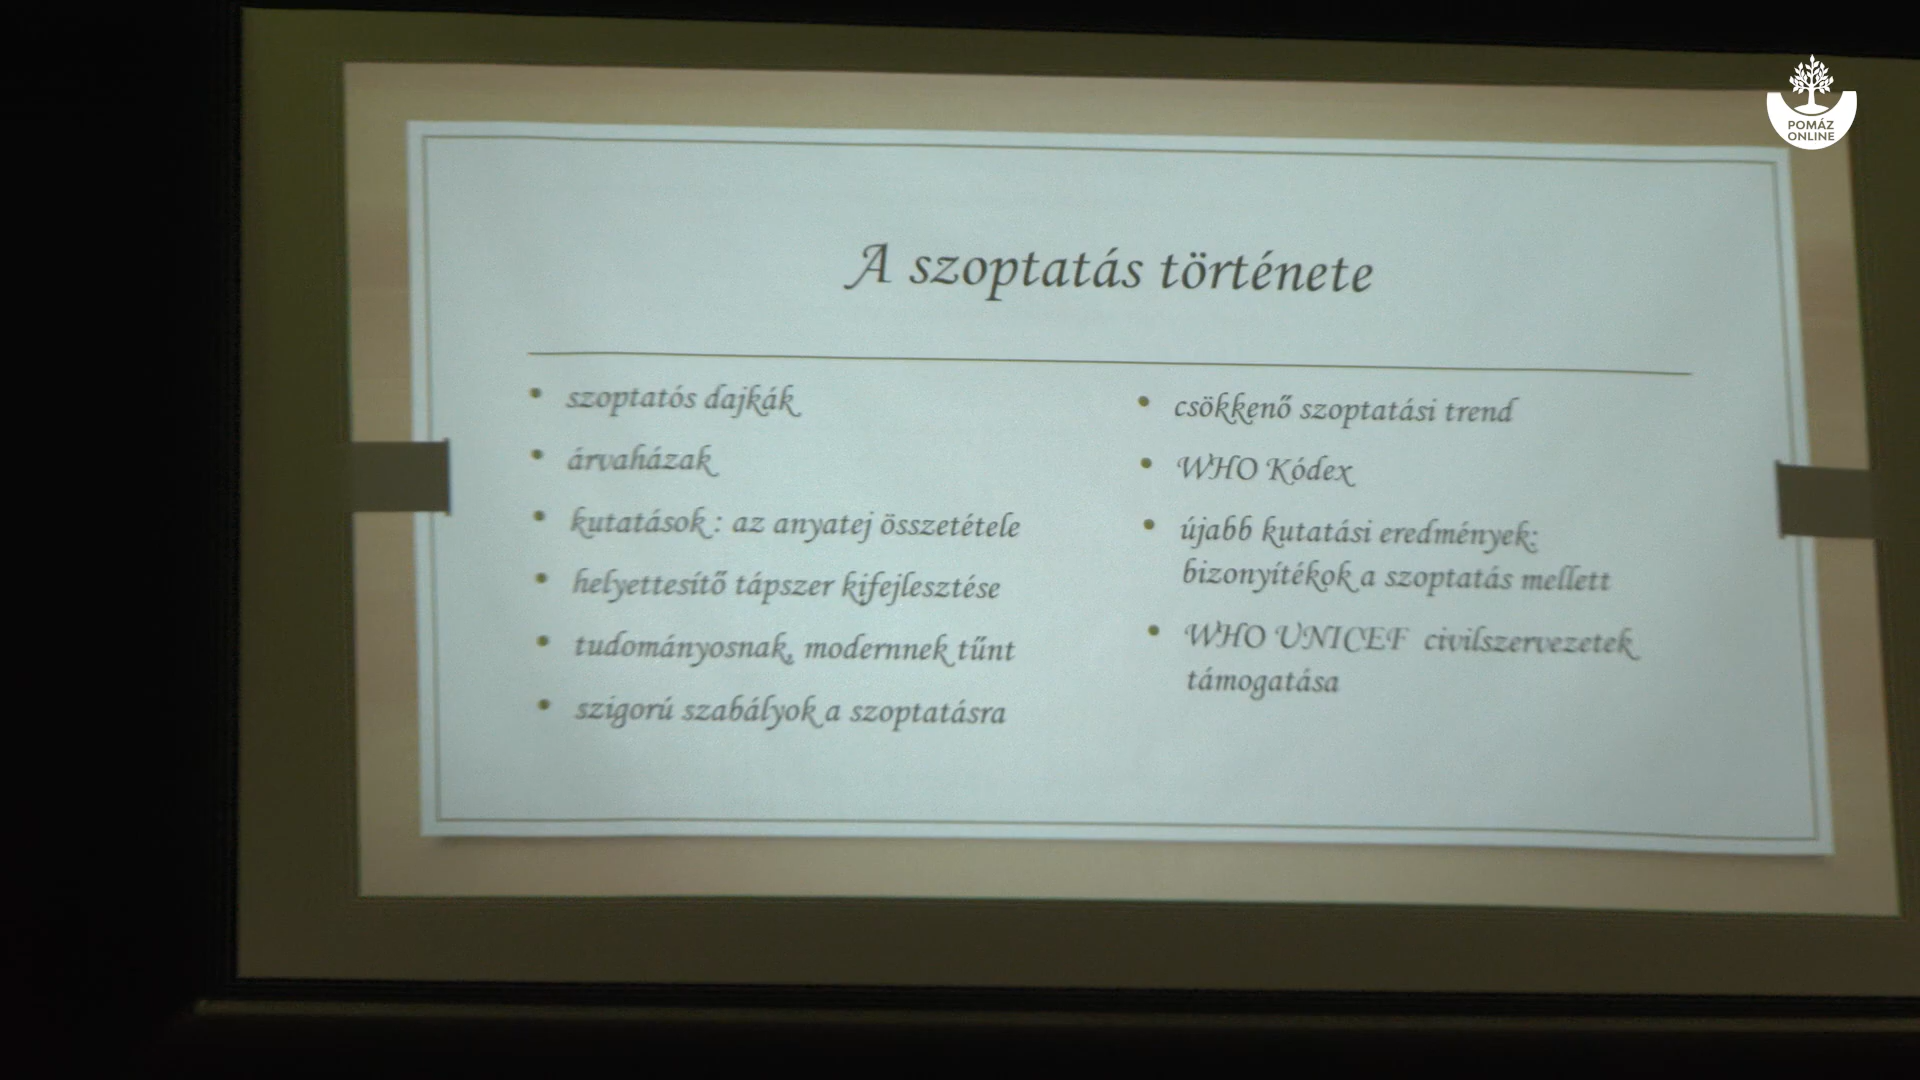 POMÁZ
ONLINE
A szoptatás története
• szoptatós dajkák
• árvaházak
• kutatások : az anyatej összetétele
• helyettesítő tápszer kifejlesztése
• tudományosnak, modernnek tűnt
• szigorú szabályok a szoptatásra
• csökkenő szoptatási trend
• WHO Kódex
• újabb kutatási eredmények:
bizonyítékok a szoptatás mellett
• WHO UNICEF civilszervezetek
támogatása